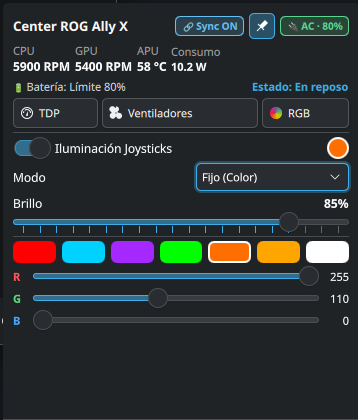 Center ROG Ally X
Sync ON
AC · 80%
CPU GPU APU Consumo
5900 RPM 5400 RPM 58 °C 10.2 W
Batería: Límite 80% Estado: En reposo
TDP Ventiladores RGB
Iluminación Joysticks
Modo Fijo (Color)
Brillo 85%
R 255
G 110
B 0